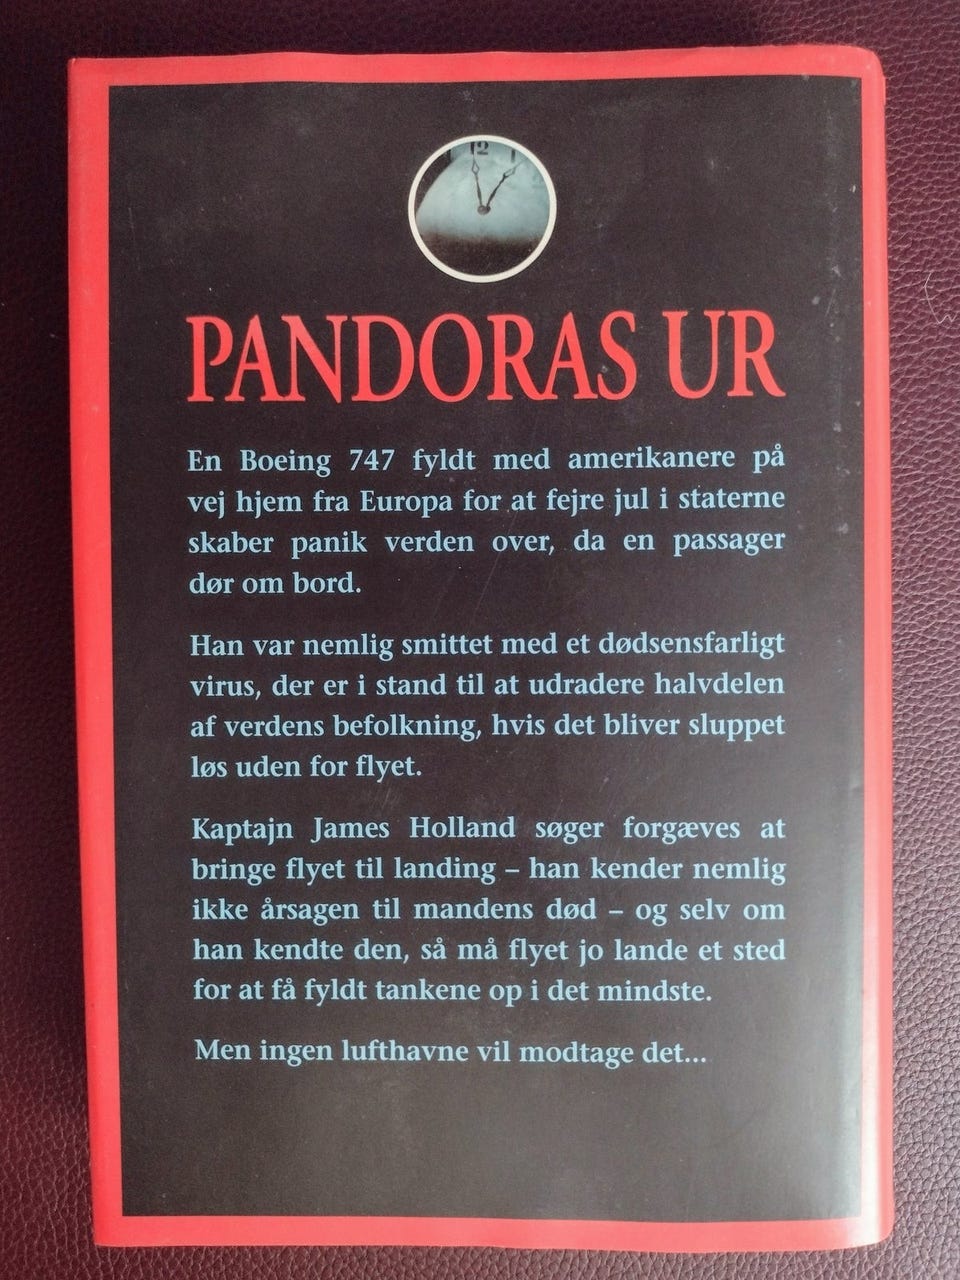 12
PANDORAS UR
En Boeing 747 fyldt med amerikanere på
vej hjem fra Europa for at fejre jul i staterne
skaber panik verden over, da en passager
dør om bord.
Han var nemlig smittet med et dødsensfarligt
virus, der er i stand til at udradere halvdelen
af verdens befolkning, hvis det bliver sluppet
løs uden for flyet.
Kaptajn James Holland søger forgæves at
bringe flyet til landing – han kender nemlig
ikke årsagen til mandens død – og selv om
han kendte den, så må flyet jo lande et sted
for at få fyldt tankene op i det mindste.
Men ingen lufthavne vil modtage det...